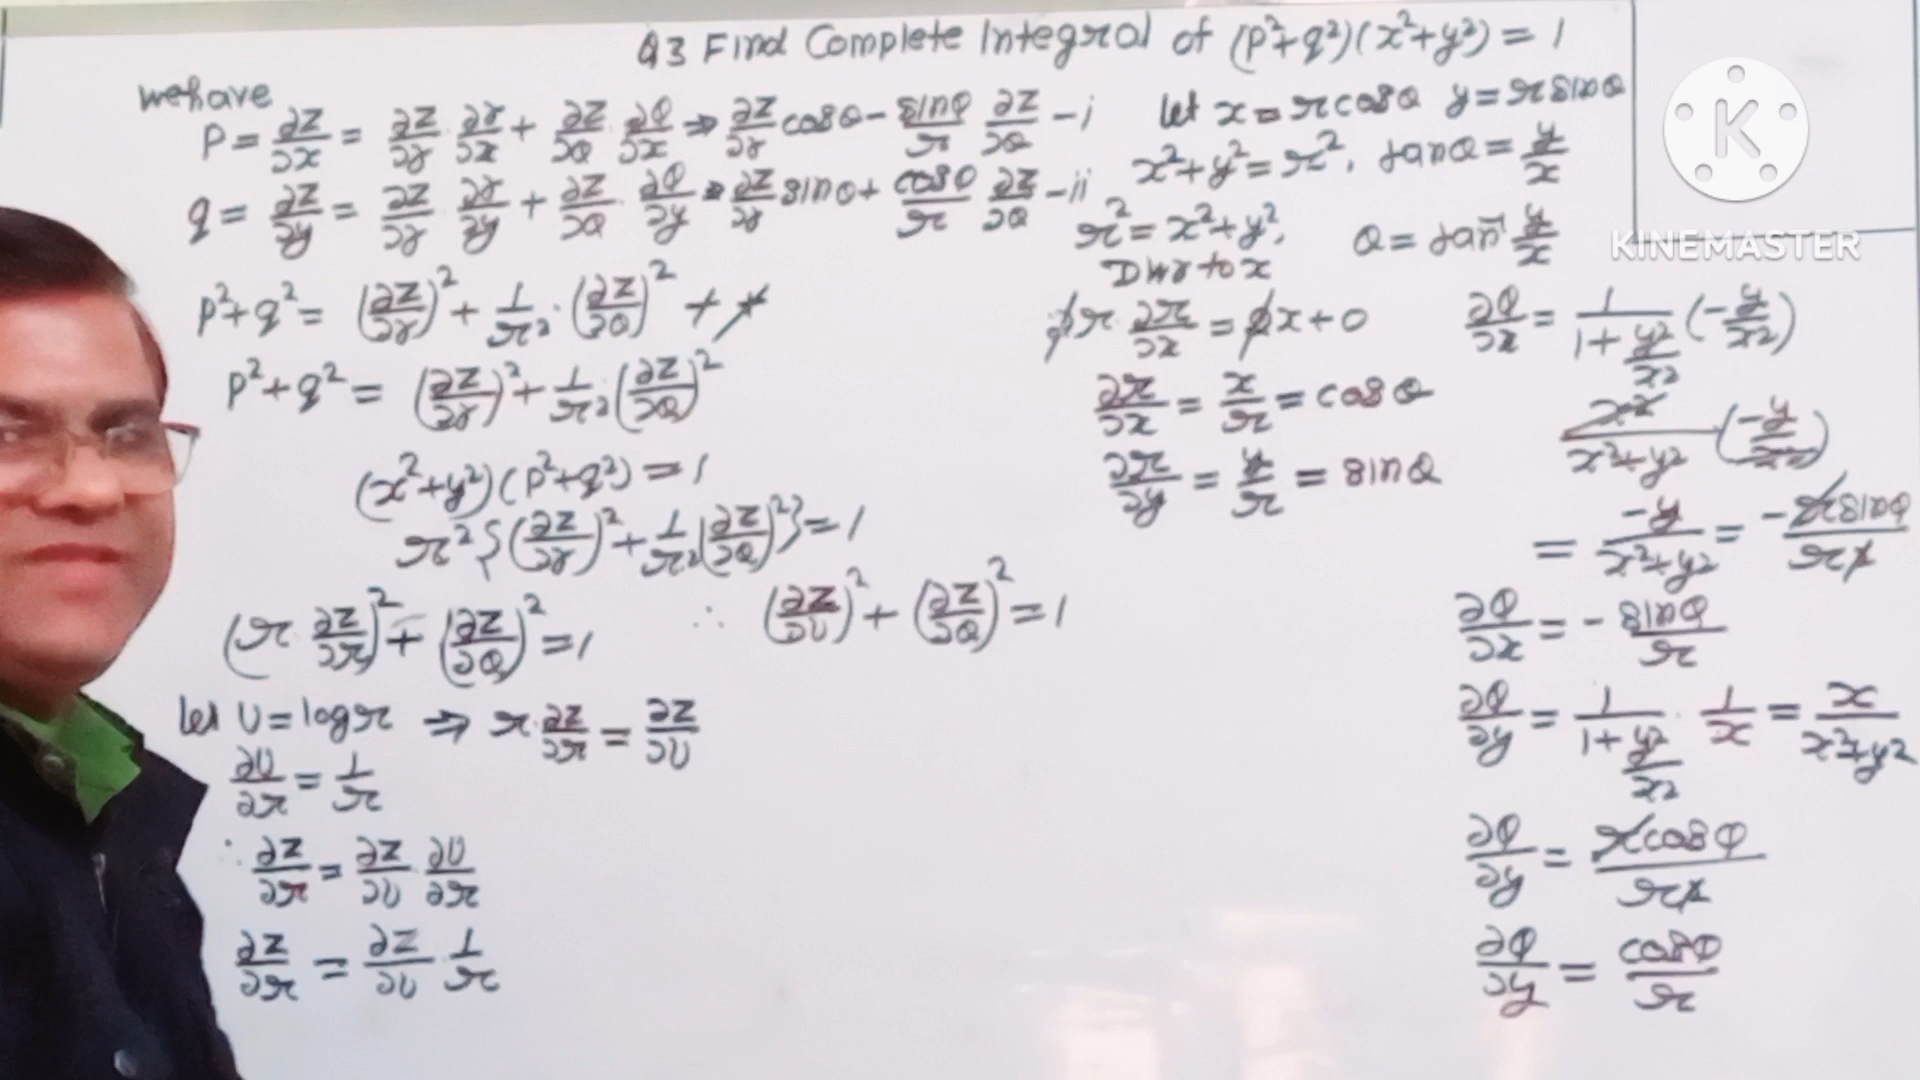 Q3 Find Complete Integral of (p²+q²)(x²+y²) = 1
we have
P = ∂z/∂x = ∂z/∂r · ∂r/∂x + ∂z/∂θ · ∂θ/∂x ⇒ ∂z/∂r cosθ - sinθ/r ∂z/∂θ - i
q = ∂z/∂y = ∂z/∂r · ∂r/∂y + ∂z/∂θ · ∂θ/∂y ⇒ ∂z/∂r sinθ + cosθ/r ∂z/∂θ - ii
p²+q² = (∂z/∂r)² + 1/r² · (∂z/∂θ)² +
p²+q² = (∂z/∂r)² + 1/r² (∂z/∂θ)²
(x²+y²)(p²+q²) = 1
r² {(∂z/∂r)² + 1/r² (∂z/∂θ)²} = 1
(r ∂z/∂r)² + (∂z/∂θ)² = 1
∴ (∂z/∂U)² + (∂z/∂θ)² = 1
let U = log r ⇒ r · ∂z/∂r = ∂z/∂U
∂U/∂r = 1/r
∴ ∂z/∂r = ∂z/∂U · ∂U/∂r
∂z/∂r = ∂z/∂U · 1/r
let x = r cosθ y = r sinθ
x²+y² = r², tanθ = y/x
r² = x²+y², θ = tan⁻¹ y/x
D w r to x
2r ∂r/∂x = 2x+0
∂r/∂x = x/r = cosθ
∂r/∂y = y/r = sinθ
∂θ/∂x = 1/(1+y²/x²) (-y/x²)
x²/(x²+y²) (-y/x²)
= -y/(x²+y²) = - r sinθ/r²
∂θ/∂x = - sinθ/r
∂θ/∂y = 1/(1+y²/x²) · 1/x = x/(x²+y²)
∂θ/∂y = r cosθ/r²
∂θ/∂y = cosθ/r
K
KINEMASTER